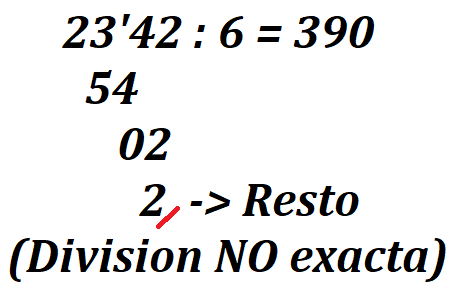 23'42 : 6 = 390
54
02
2 -> Resto
(Division NO exacta)